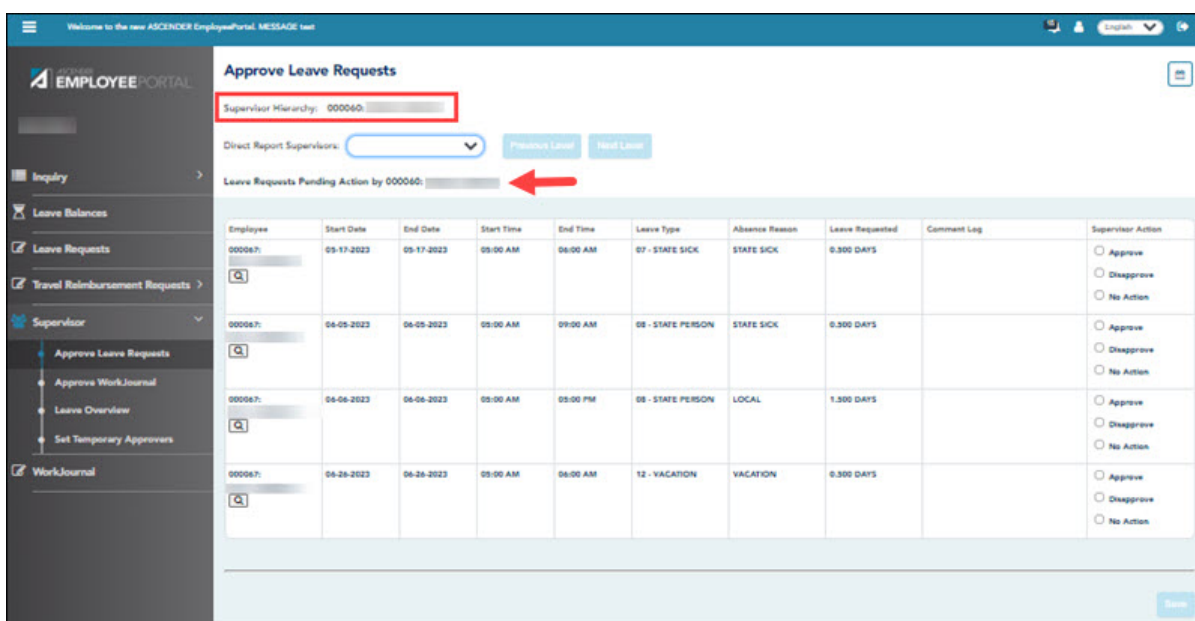 Welcome to the new ASCENDER EmployeePortal. MESSAGE test
English
ASCENDER
EMPLOYEEPORTAL
Inquiry
Leave Balances
Leave Requests
Travel Reimbursement Requests
Supervisor
Approve Leave Requests
Approve WorkJournal
Leave Overview
Set Temporary Approvers
WorkJournal
Approve Leave Requests
Supervisor Hierarchy: 000060:
Direct Report Supervisors: Previous Level Next Level
Leave Requests Pending Action by 000060:
Employee Start Date End Date Start Time End Time Leave Type Absence Reason Leave Requested Comment Log Supervisor Action
000067: 05-17-2023 05-17-2023 05:00 AM 06:00 AM 07 - STATE SICK STATE SICK 0.500 DAYS Approve
Disapprove
No Action
000067: 06-05-2023 06-05-2023 05:00 AM 09:00 AM 08 - STATE PERSON STATE SICK 0.500 DAYS Approve
Disapprove
No Action
000067: 06-06-2023 06-06-2023 05:00 AM 05:00 PM 08 - STATE PERSON LOCAL 1.500 DAYS Approve
Disapprove
No Action
000067: 06-26-2023 06-26-2023 05:00 AM 06:00 AM 12 - VACATION VACATION 0.500 DAYS Approve
Disapprove
No Action
Save